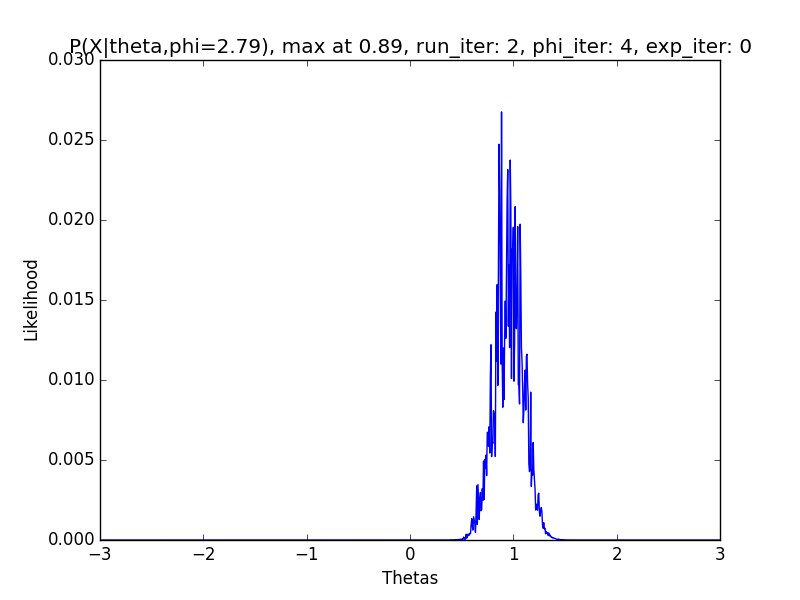 P(X|theta,phi=2.79), max at 0.89, run_iter: 2, phi_iter: 4, exp_iter: 0
0.030
0.025
0.020
0.015
0.010
0.005
0.000
Likelihood
−3 −2 −1 0 1 2 3
Thetas